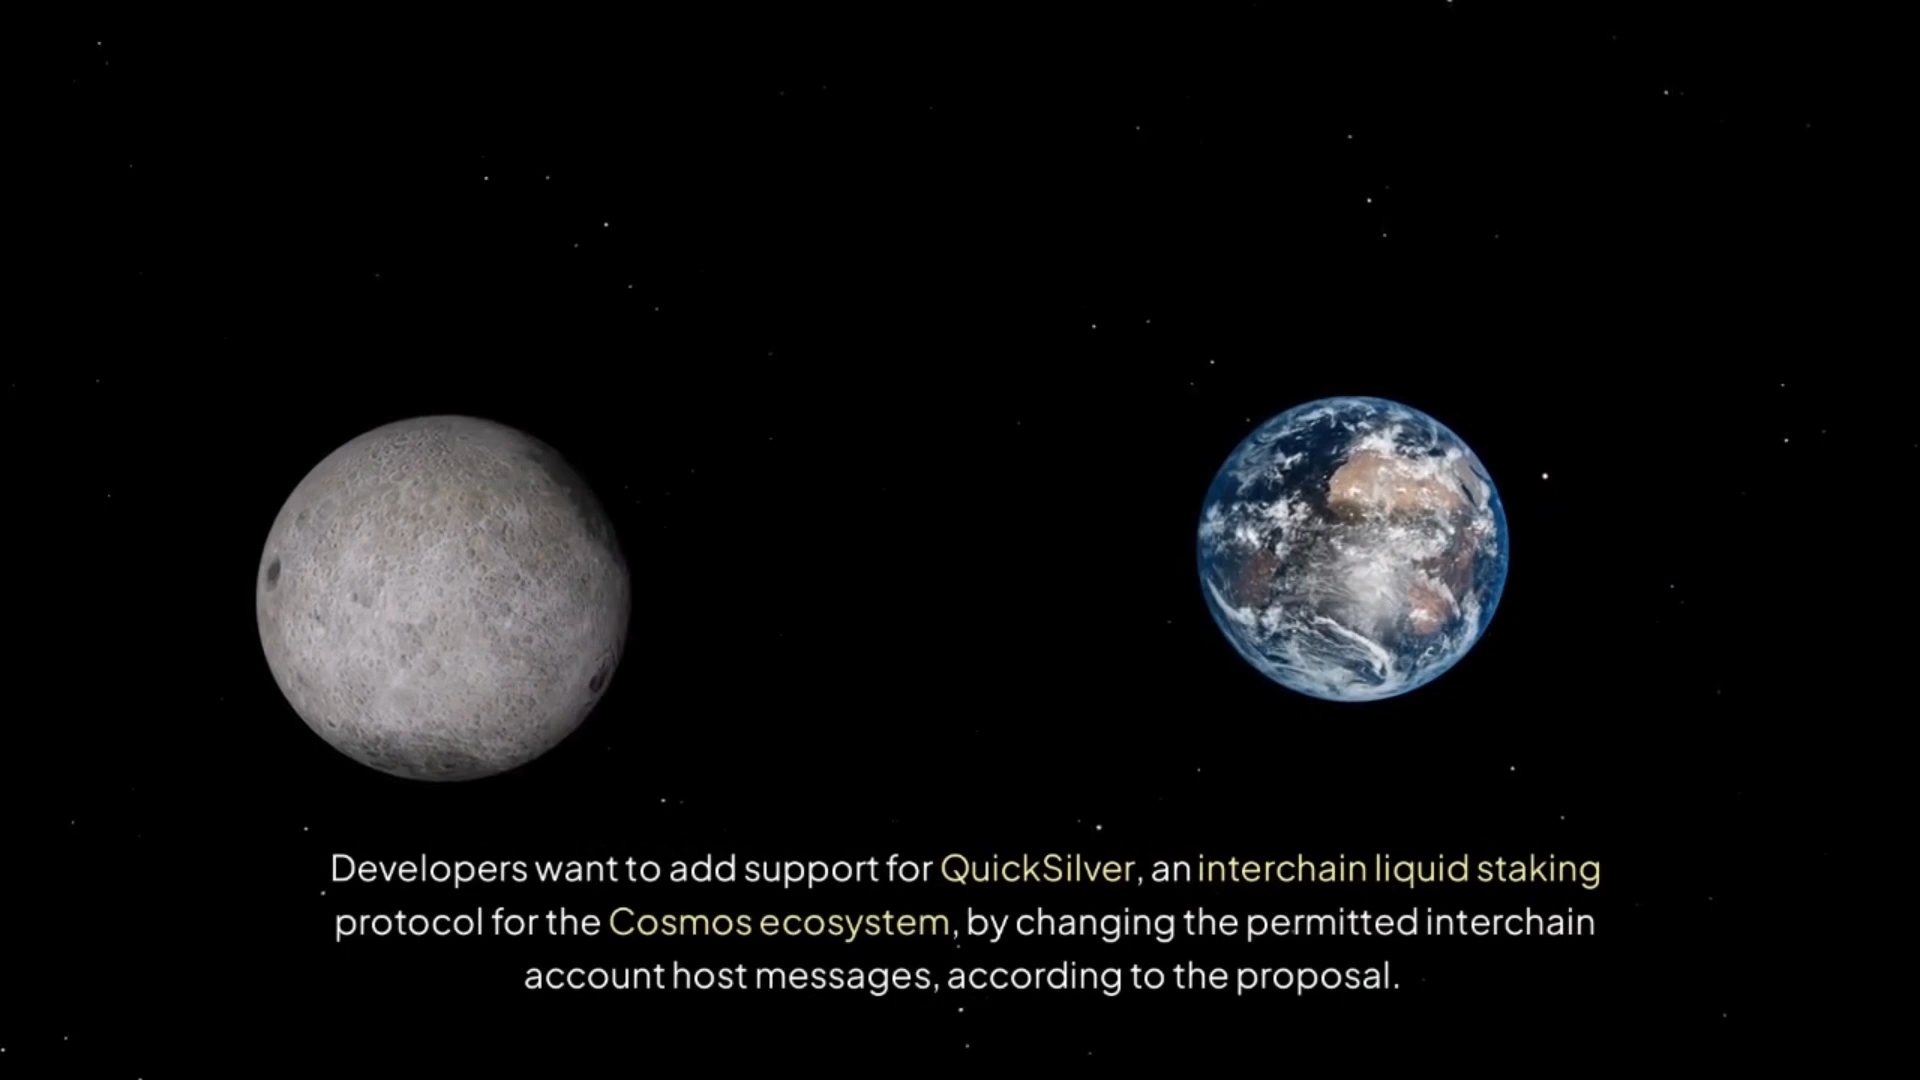 Developers want to add support for QuickSilver, an interchain liquid staking
protocol for the Cosmos ecosystem, by changing the permitted interchain
account host messages, according to the proposal.